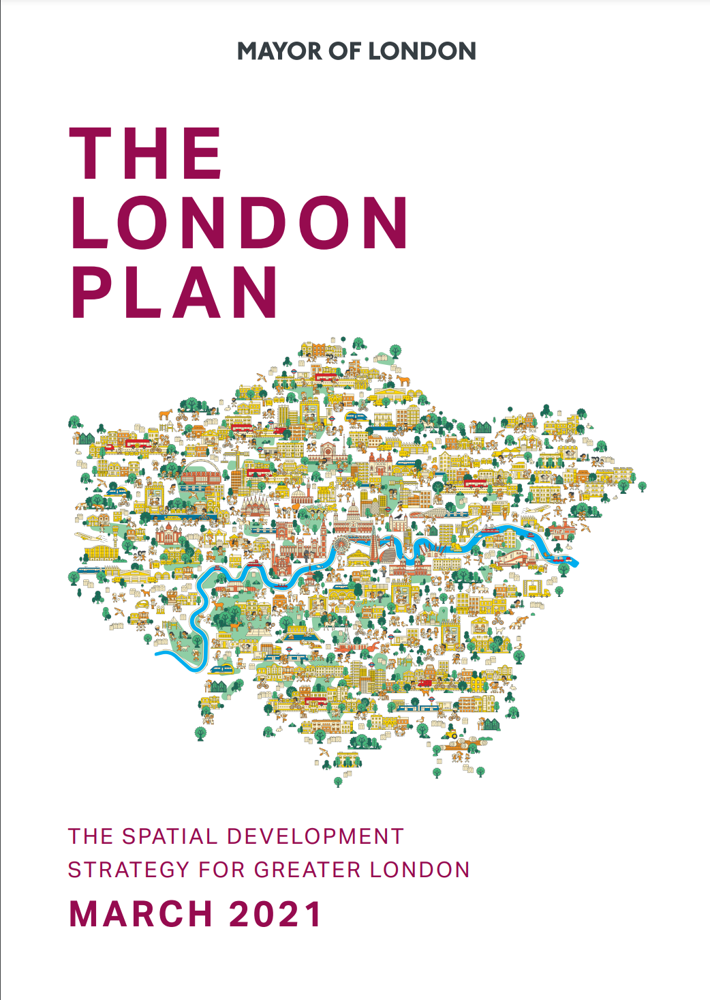 MAYOR OF LONDON
THE
LONDON
PLAN
THE SPATIAL DEVELOPMENT
STRATEGY FOR GREATER LONDON
MARCH 2021